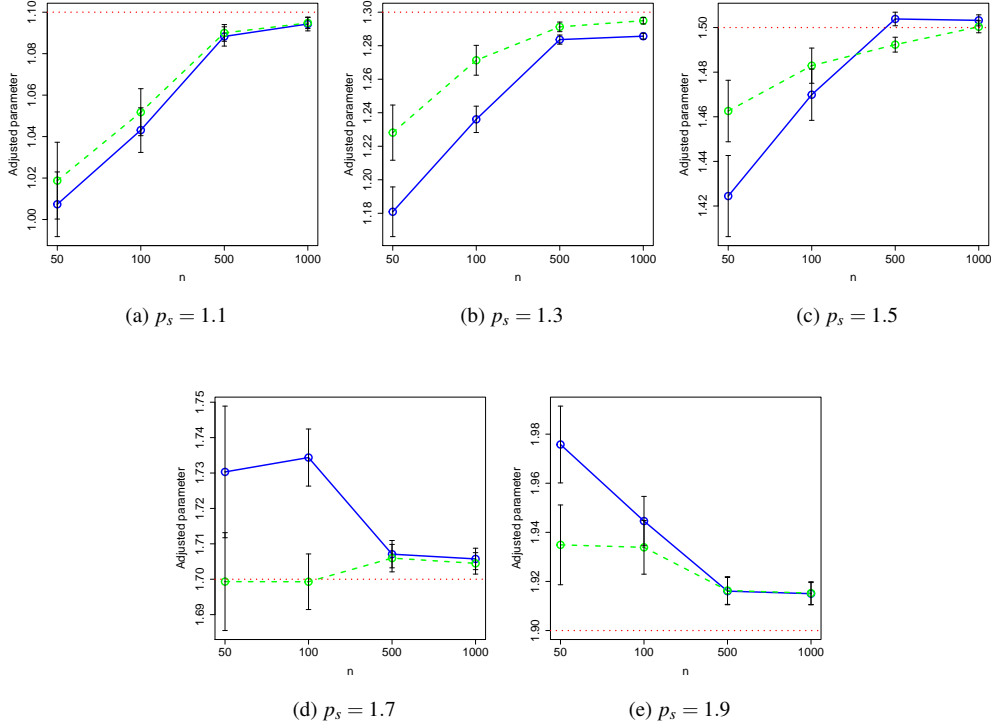 Adjusted parameter
1.00 1.02 1.04 1.06 1.08 1.10
50 100 500 1000
n
(a) p_s = 1.1
Adjusted parameter
1.18 1.20 1.22 1.24 1.26 1.28 1.30
50 100 500 1000
n
(b) p_s = 1.3
Adjusted parameter
1.42 1.44 1.46 1.48 1.50
50 100 500 1000
n
(c) p_s = 1.5
Adjusted parameter
1.69 1.70 1.71 1.72 1.73 1.74 1.75
50 100 500 1000
n
(d) p_s = 1.7
Adjusted parameter
1.90 1.92 1.94 1.96 1.98
50 100 500 1000
n
(e) p_s = 1.9